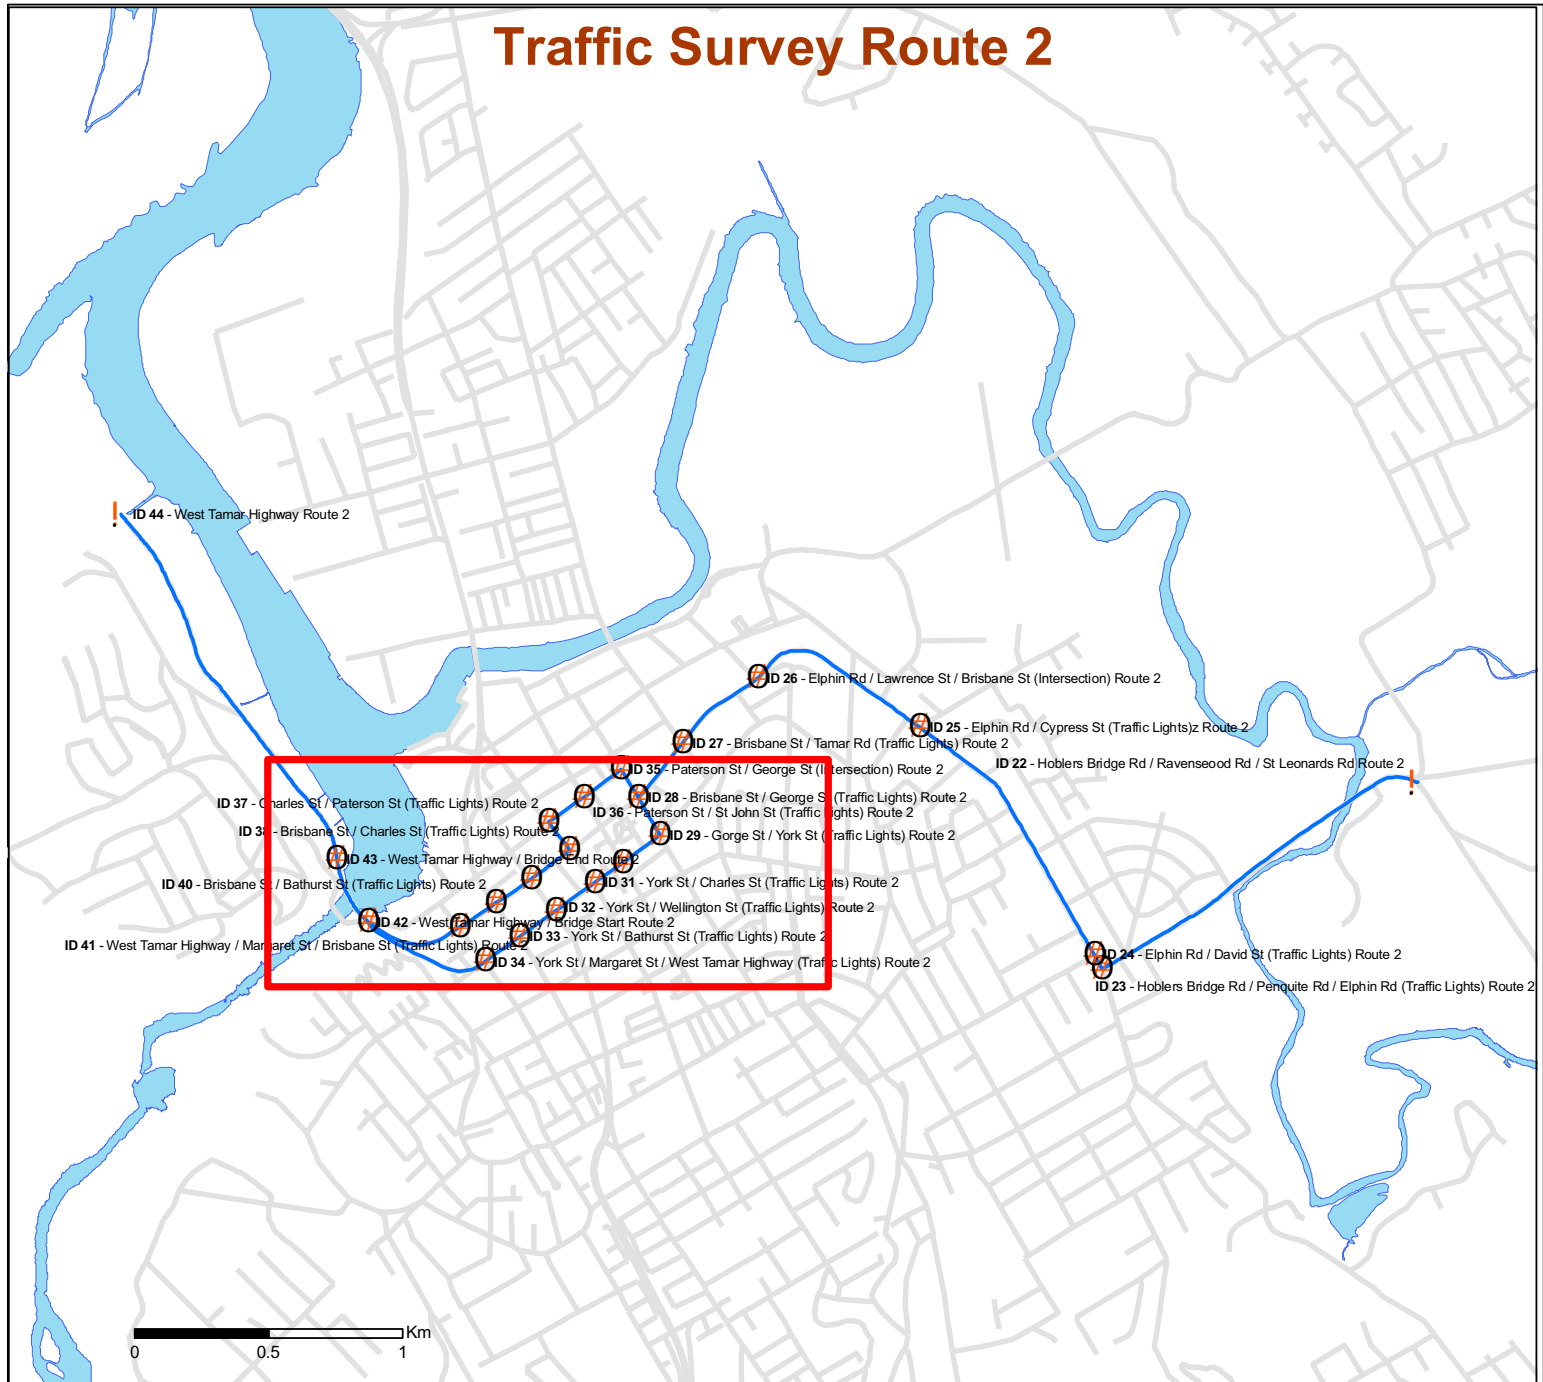 Traffic Survey Route 2
ID 44 - West Tamar Highway Route 2
ID 26 - Elphin Rd / Lawrence St / Brisbane St (Intersection) Route 2
ID 25 - Elphin Rd / Cypress St (Traffic Lights)z Route 2
ID 27 - Brisbane St / Tamar Rd (Traffic Lights) Route 2
ID 22 - Hoblers Bridge Rd / Ravenseood Rd / St Leonards Rd Route 2
ID 35 - Paterson St / George St (Intersection) Route 2
ID 37 - Charles St / Paterson St (Traffic Lights) Route 2
ID 28 - Brisbane St / George St (Traffic Lights) Route 2
ID 36 - Paterson St / St John St (Traffic Lights) Route 2
ID 38 - Brisbane St / Charles St (Traffic Lights) Route 2
ID 29 - Gorge St / York St (Traffic Lights) Route 2
ID 43 - West Tamar Highway / Bridge End Route 2
ID 40 - Brisbane St / Bathurst St (Traffic Lights) Route 2
ID 31 - York St / Charles St (Traffic Lights) Route 2
ID 32 - York St / Wellington St (Traffic Lights) Route 2
ID 42 - West Tamar Highway / Bridge Start Route 2
ID 33 - York St / Bathurst St (Traffic Lights) Route 2
ID 41 - West Tamar Highway / Margaret St / Brisbane St (Traffic Lights) Route 2
ID 34 - York St / Margaret St / West Tamar Highway (Traffic Lights) Route 2
ID 24 - Elphin Rd / David St (Traffic Lights) Route 2
ID 23 - Hoblers Bridge Rd / Penquite Rd / Elphin Rd (Traffic Lights) Route 2
Km
0 0.5 1